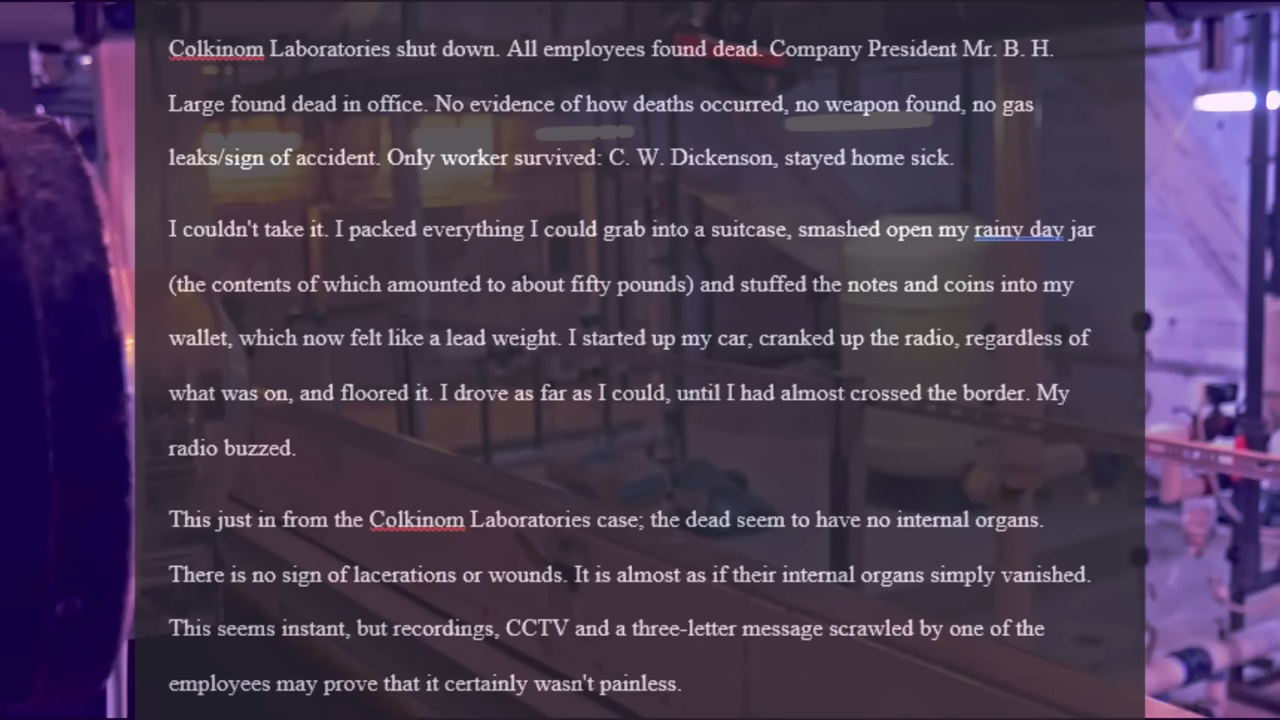 Colkinom Laboratories shut down. All employees found dead. Company President Mr. B. H.
Large found dead in office. No evidence of how deaths occurred, no weapon found, no gas
leaks/sign of accident. Only worker survived: C. W. Dickenson, stayed home sick.
I couldn't take it. I packed everything I could grab into a suitcase, smashed open my rainy day jar
(the contents of which amounted to about fifty pounds) and stuffed the notes and coins into my
wallet, which now felt like a lead weight. I started up my car, cranked up the radio, regardless of
what was on, and floored it. I drove as far as I could, until I had almost crossed the border. My
radio buzzed.
This just in from the Colkinom Laboratories case; the dead seem to have no internal organs.
There is no sign of lacerations or wounds. It is almost as if their internal organs simply vanished.
This seems instant, but recordings, CCTV and a three-letter message scrawled by one of the
employees may prove that it certainly wasn't painless.